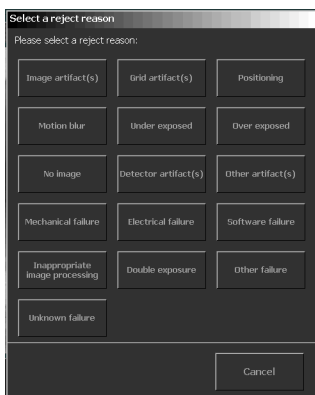 Select a reject reason
Please select a reject reason:
Image artifact(s) Grid artifact(s) Positioning
Motion blur Under exposed Over exposed
No image Detector artifact(s) Other artifact(s)
Mechanical failure Electrical failure Software failure
Inappropriate
image processing Double exposure Other failure
Unknown failure
Cancel